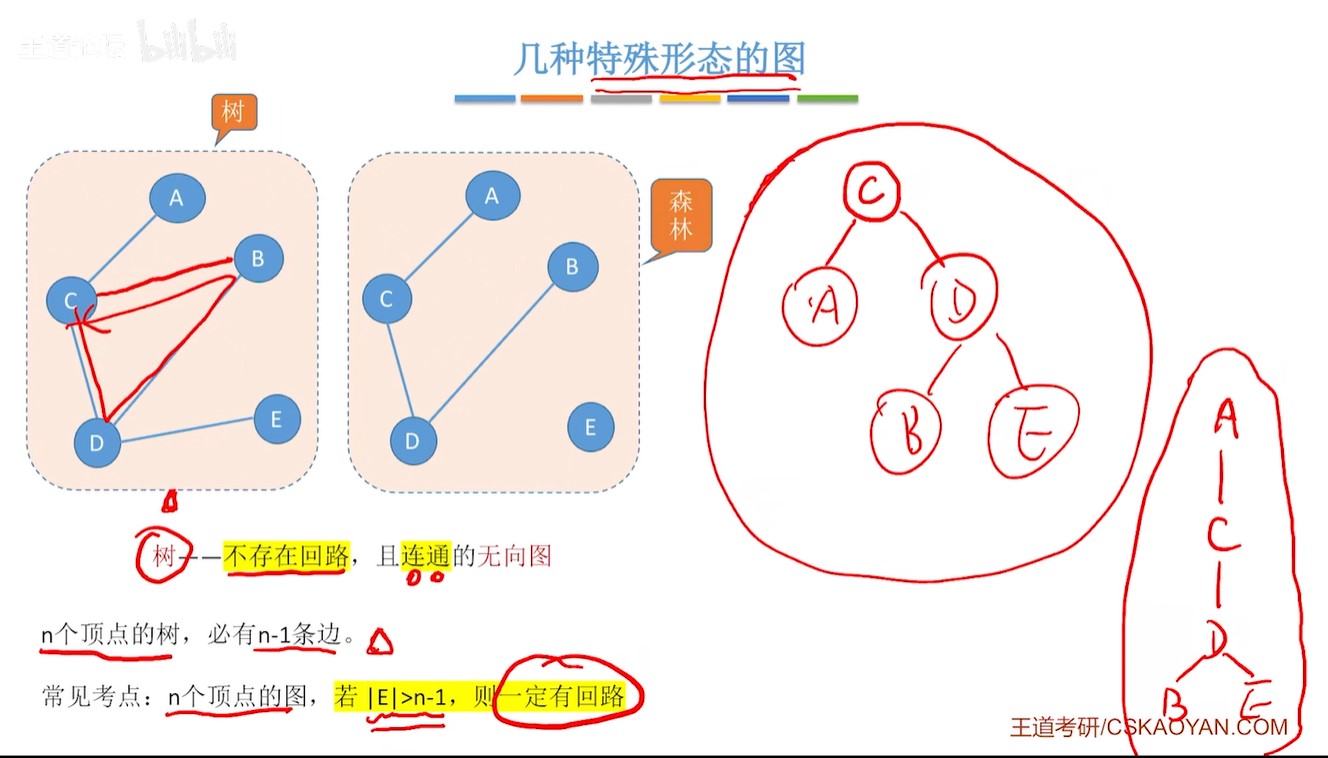 王道论坛 bilibili
几种特殊形态的图
树
A
B
C
D
E
森
林
A
B
C
D
E
C
A
D
B
E
A
C
D
B
E
树——不存在回路，且连通的无向图
n个顶点的树，必有n-1条边。
常见考点：n个顶点的图，若 |E|>n-1，则一定有回路
王道考研/CSKAOYAN.COM